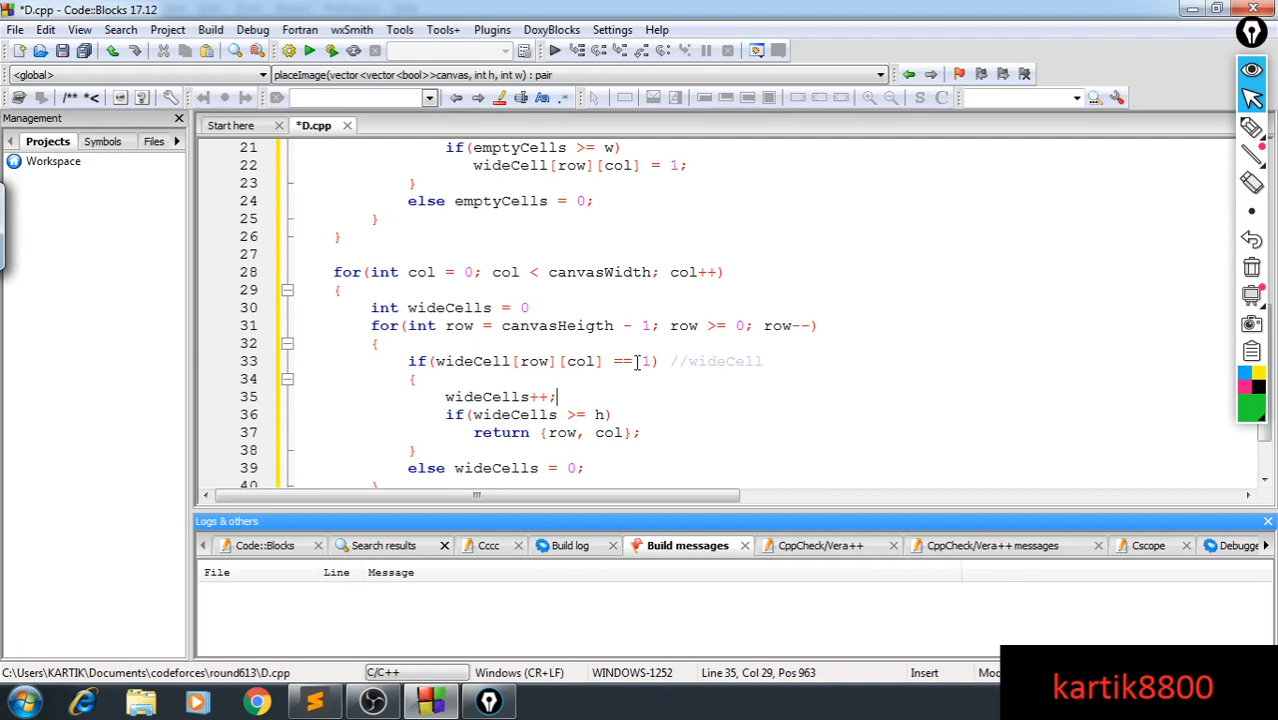 *D.cpp - Code::Blocks 17.12
File Edit View Search Project Build Debug Fortran wxSmith Tools Tools+ Plugins DoxyBlocks Settings Help
<global> placeImage(vector <vector <bool>>canvas, int h, int w) : pair
/** *<
Management
Start here *D.cpp
Projects Symbols Files
Workspace
21 if(emptyCells >= w)
22 wideCell[row][col] = 1;
23 }
24 else emptyCells = 0;
25 }
26 }
27
28 for(int col = 0; col < canvasWidth; col++)
29 {
30 int wideCells = 0
31 for(int row = canvasHeigth - 1; row >= 0; row--)
32 {
33 if(wideCell[row][col] == 1) //wideCell
34 {
35 wideCells++;
36 if(wideCells >= h)
37 return {row, col};
38 }
39 else wideCells = 0;
40 }
Logs & others
Code::Blocks Search results Cccc Build log Build messages CppCheck/Vera++ CppCheck/Vera++ messages Cscope Debugge
File Line Message
C:\Users\KARTIK\Documents\codeforces\round613\D.cpp C/C++ Windows (CR+LF) WINDOWS-1252 Line 35, Col 29, Pos 963 Insert
kartik8800